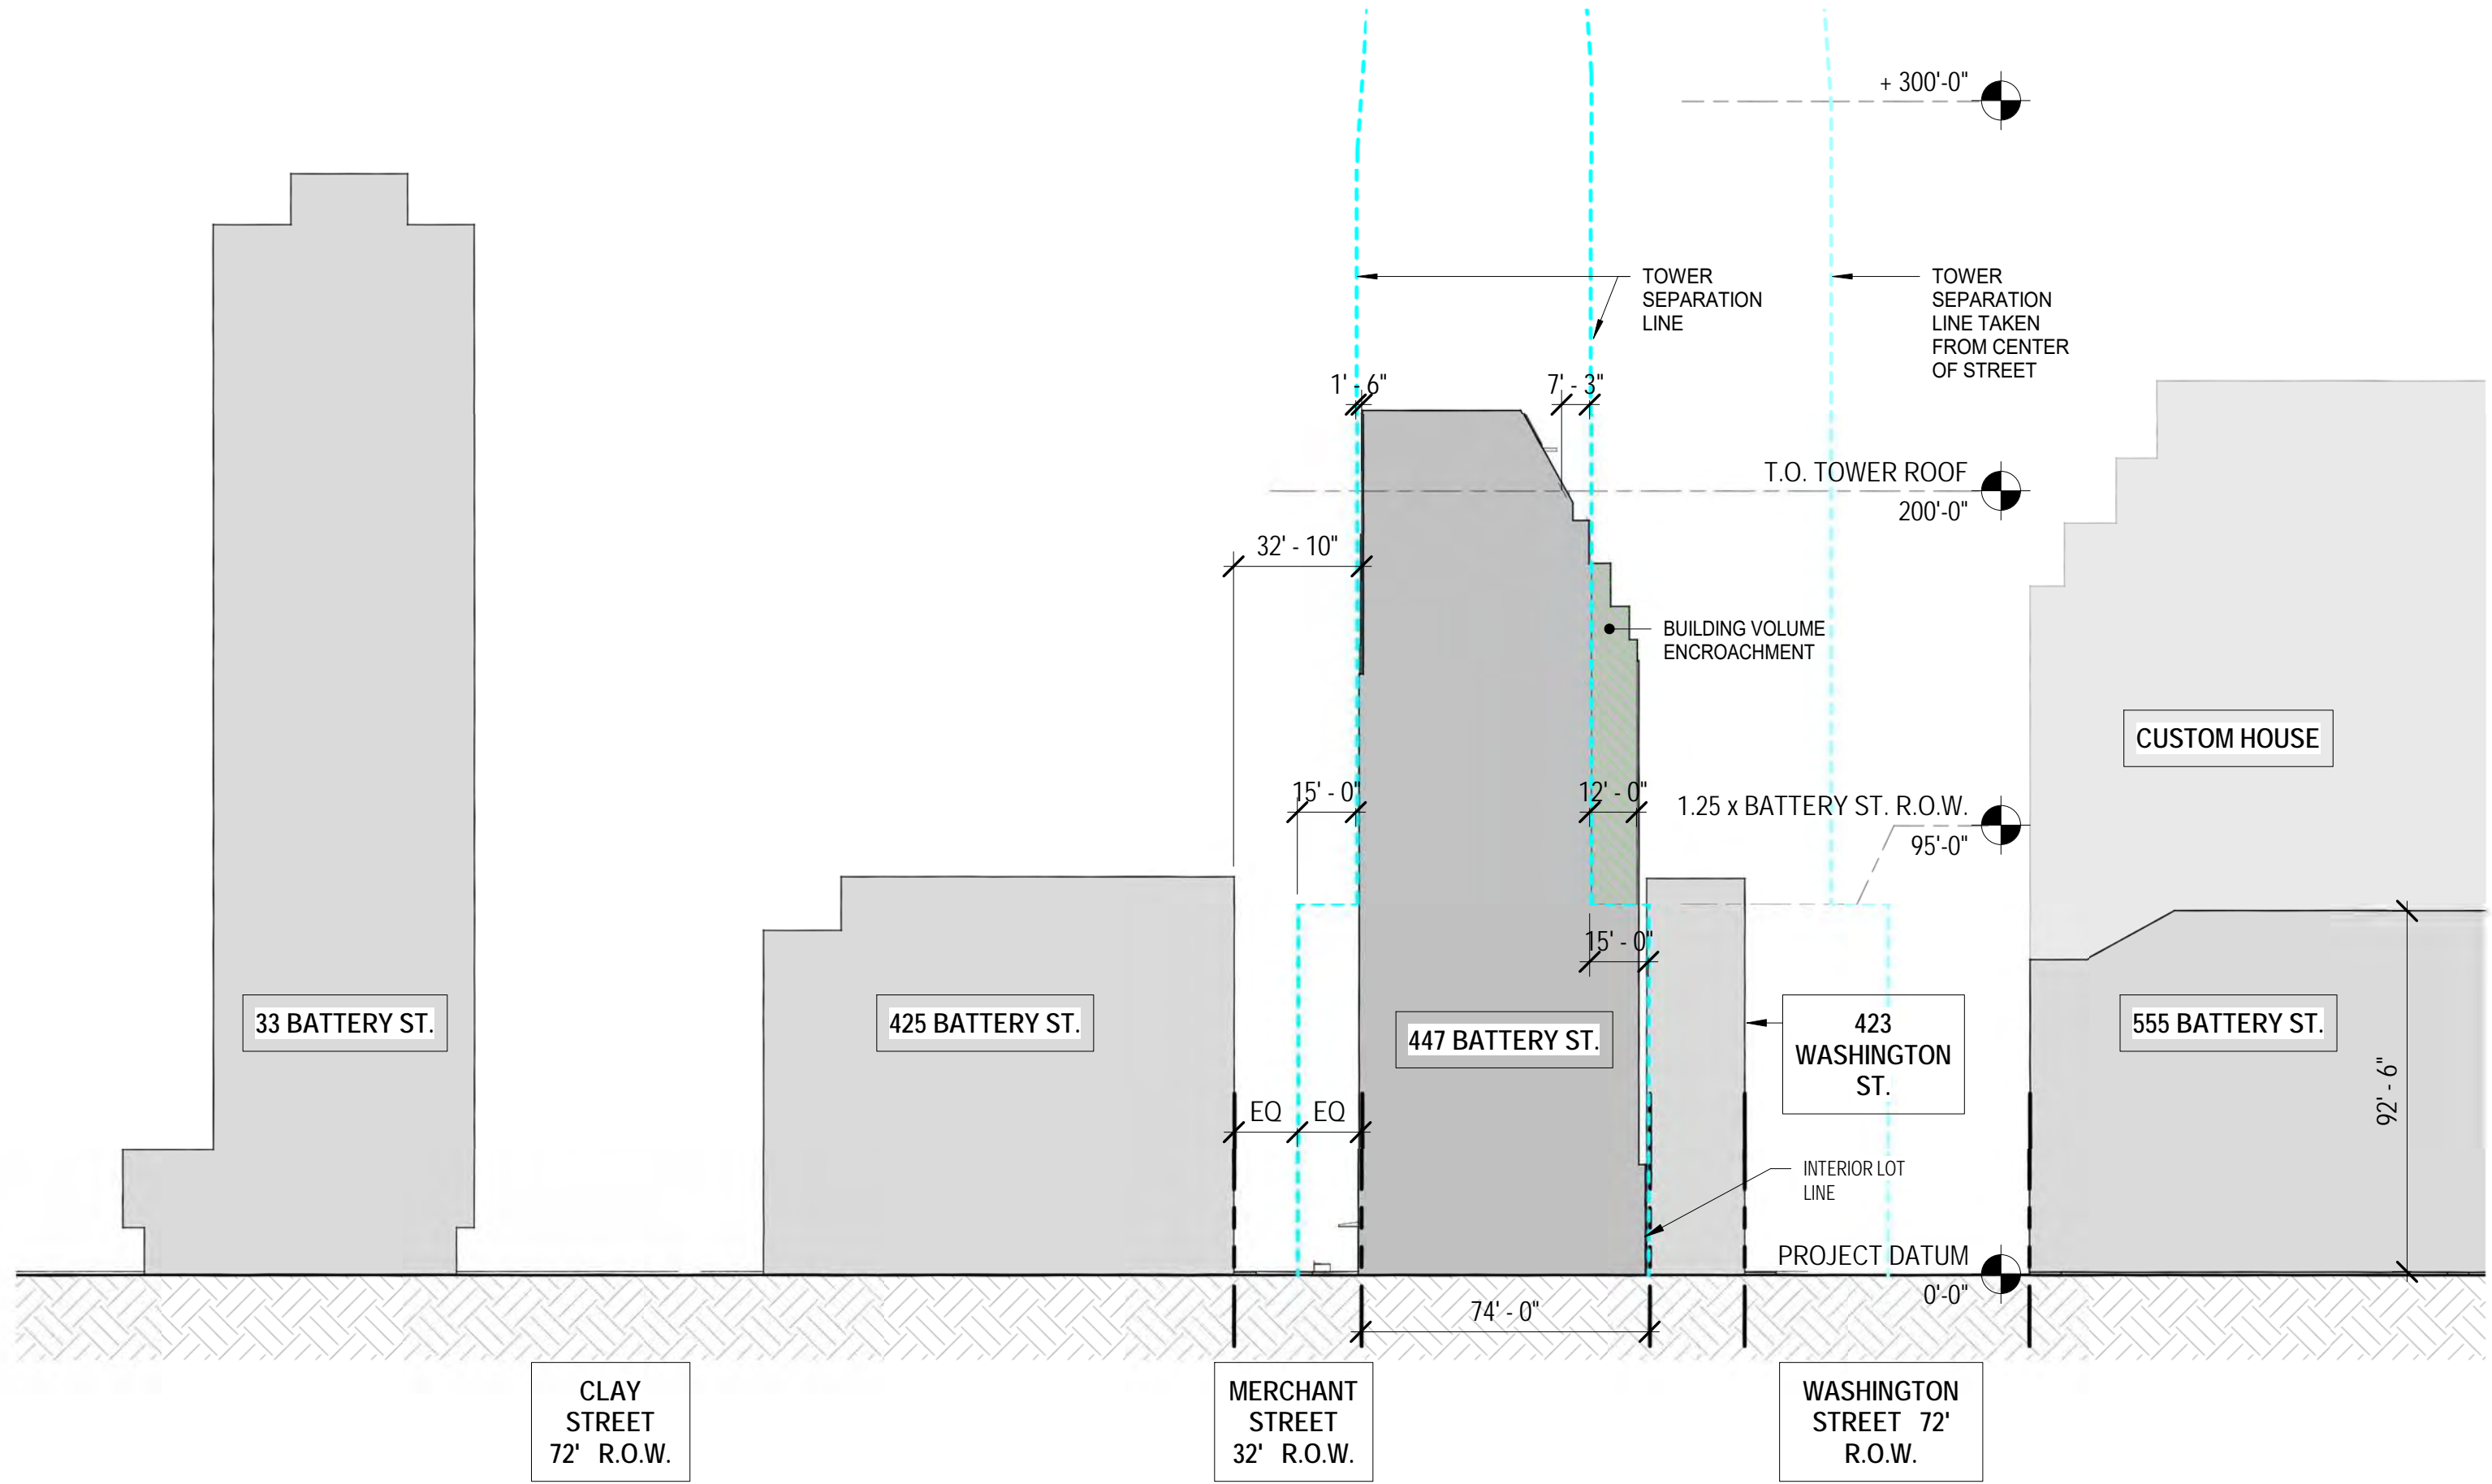 + 300'-0"
TOWER
SEPARATION
LINE
TOWER
SEPARATION
LINE TAKEN
FROM CENTER
OF STREET
1' - 6"
7' - 3"
T.O. TOWER ROOF
200'-0"
32' - 10"
BUILDING VOLUME
ENCROACHMENT
CUSTOM HOUSE
15' - 0"
12' - 0"
1.25 x BATTERY ST. R.O.W.
95'-0"
15' - 0"
33 BATTERY ST.
425 BATTERY ST.
447 BATTERY ST.
423
WASHINGTON
ST.
555 BATTERY ST.
92' - 6"
EQ
EQ
INTERIOR LOT
LINE
PROJECT DATUM
0'-0"
74' - 0"
CLAY
STREET
72' R.O.W.
MERCHANT
STREET
32' R.O.W.
WASHINGTON
STREET 72'
R.O.W.